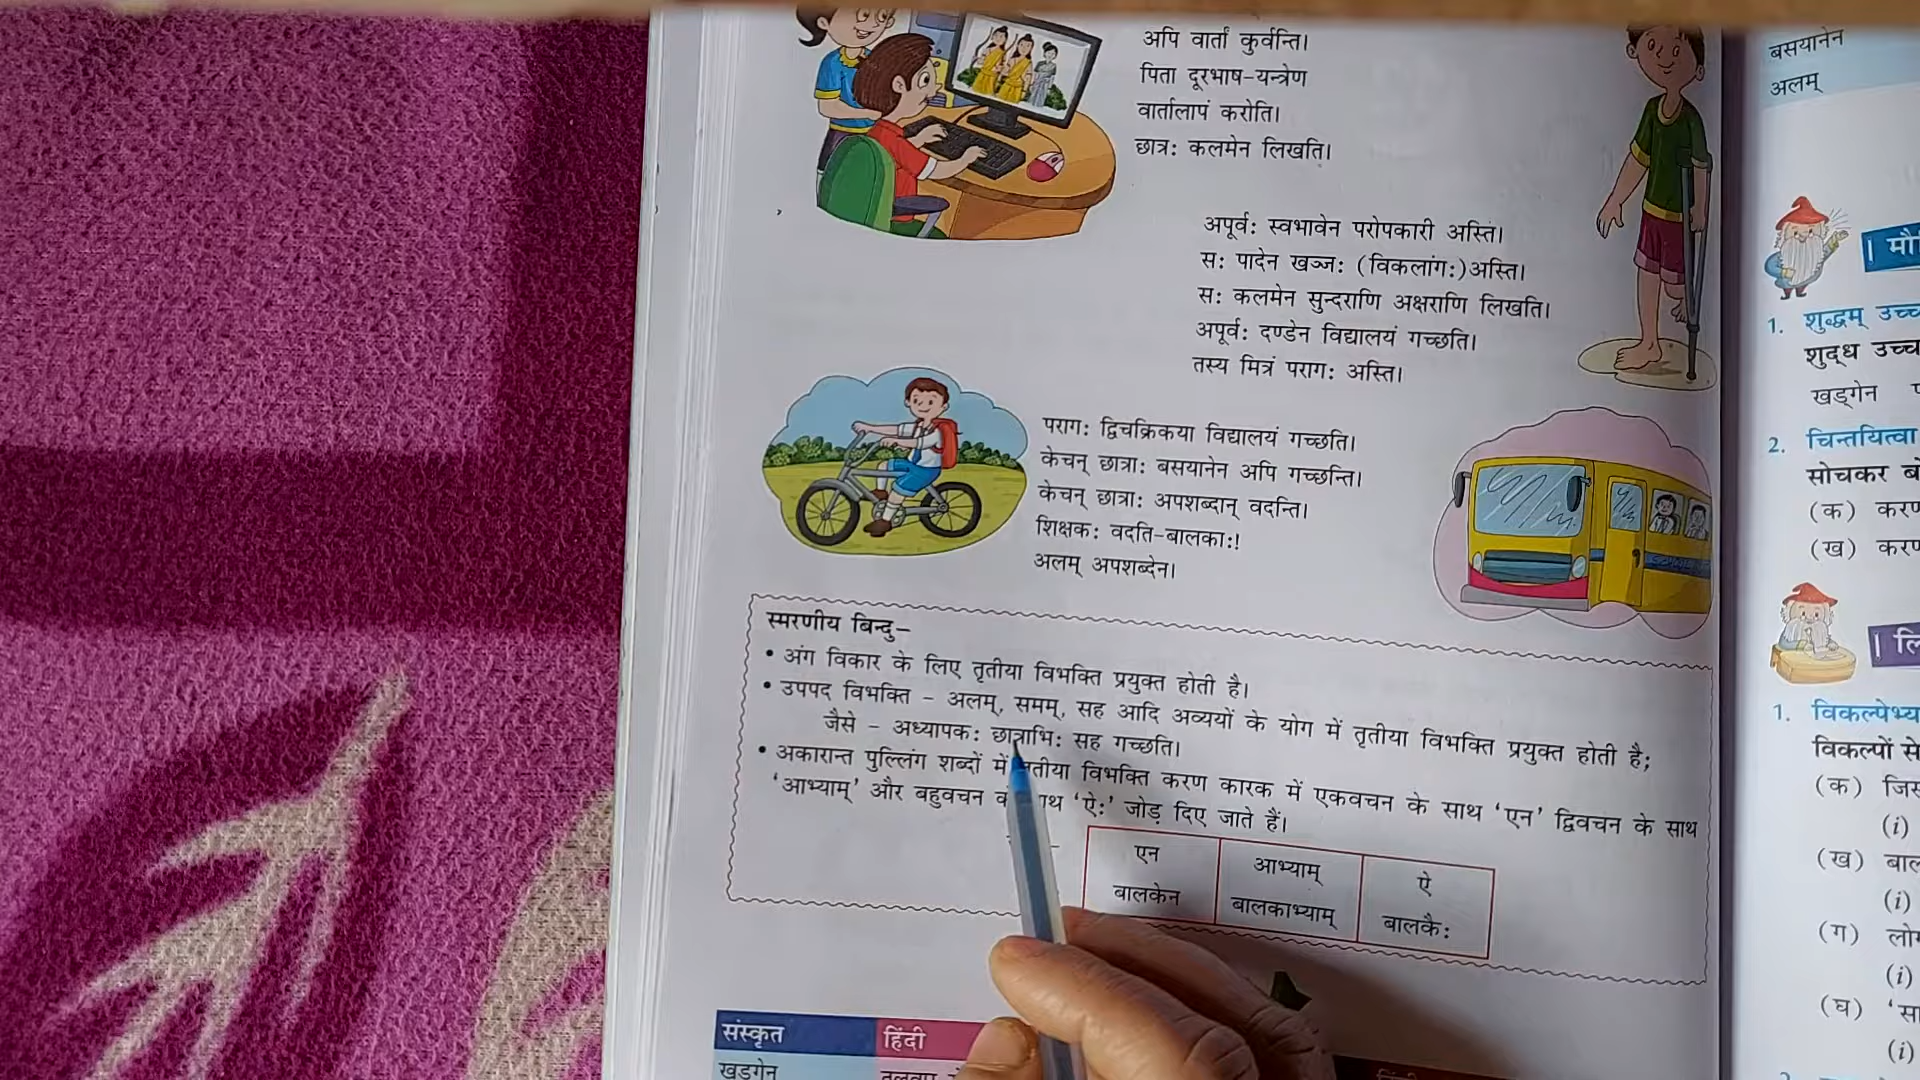 अपि वार्तां कुर्वन्ति।
पिता दूरभाष-यन्त्रेण
वार्तालापं करोति।
छात्र: कलमेन लिखति।
अपूर्व: स्वभावेन परोपकारी अस्ति।
स: पादेन खञ्ज: (विकलांग:)अस्ति।
स: कलमेन सुन्दराणि अक्षराणि लिखति।
अपूर्व: दण्डेन विद्यालयं गच्छति।
तस्य मित्रं पराग: अस्ति।
पराग: द्विचक्रिकया विद्यालयं गच्छति।
केचन् छात्रा: बसयानेन अपि गच्छन्ति।
केचन् छात्रा: अपशब्दान् वदन्ति।
शिक्षक: वदति-बालका:!
अलम् अपशब्देन।
स्मरणीय बिन्दु–
• अंग विकार के लिए तृतीया विभक्ति प्रयुक्त होती है।
• उपपद विभक्ति - अलम्, समम्, सह आदि अव्ययों के योग में तृतीया विभक्ति प्रयुक्त होती है;
जैसे - अध्यापक: छात्राभि: सह गच्छति।
• अकारान्त पुल्लिंग शब्दों में तृतीया विभक्ति करण कारक में एकवचन के साथ 'एन' द्विवचन के साथ
'आभ्याम्' और बहुवचन के साथ 'ऐ:' जोड़ दिए जाते हैं।
एन आभ्याम् ऐ
बालकेन बालकाभ्याम् बालकै:
संस्कृत हिंदी
खड्गेन
बसयानेन
अलम्
1. शुद्धम्
शुद्ध
खड्गेन
2. चिन्तयित्वा
सोचकर
(क)
(ख)
1.
विकल्पों से
(क)
(i)
(ख)
(i)
(ग)
(i)
(घ)
(i)